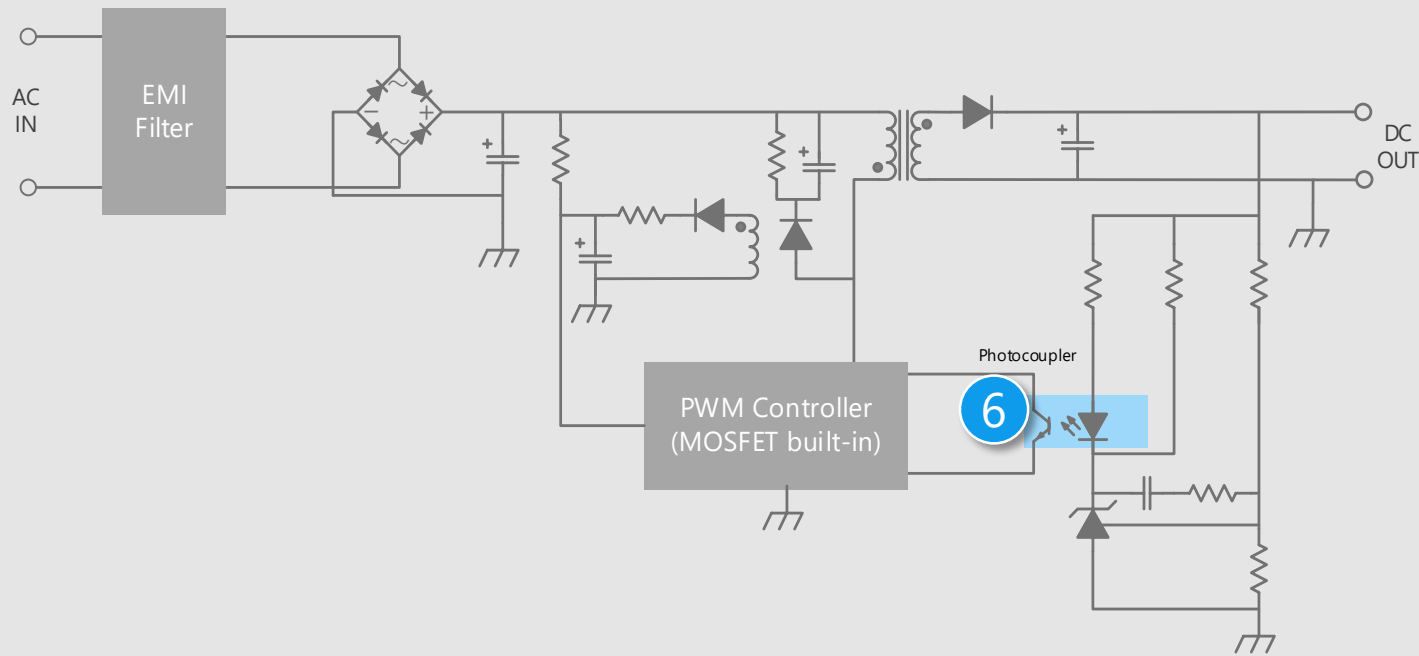 AC
IN
EMI
Filter
DC
OUT
Photocoupler
6
PWM Controller
(MOSFET built-in)